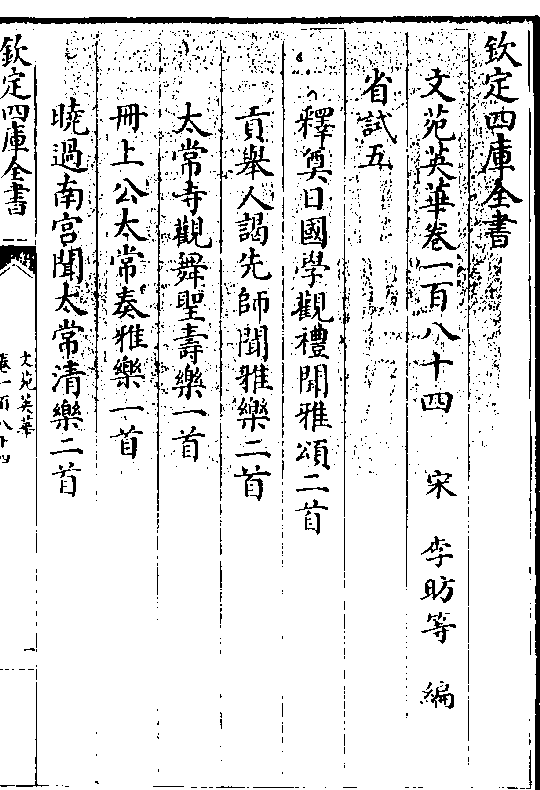 欽定四庫全書
文苑英華卷一百八十四 宋 李昉等 編
省試五
釋奠日國學觀禮聞雅頌二首
貢舉人謁先師聞雅樂二首
太常寺觀舞聖壽樂一首
冊上公太常奏雅樂一首
曉過南宮聞太常清樂二首
欽定四庫全書
文苑英華
卷一百八十四
一